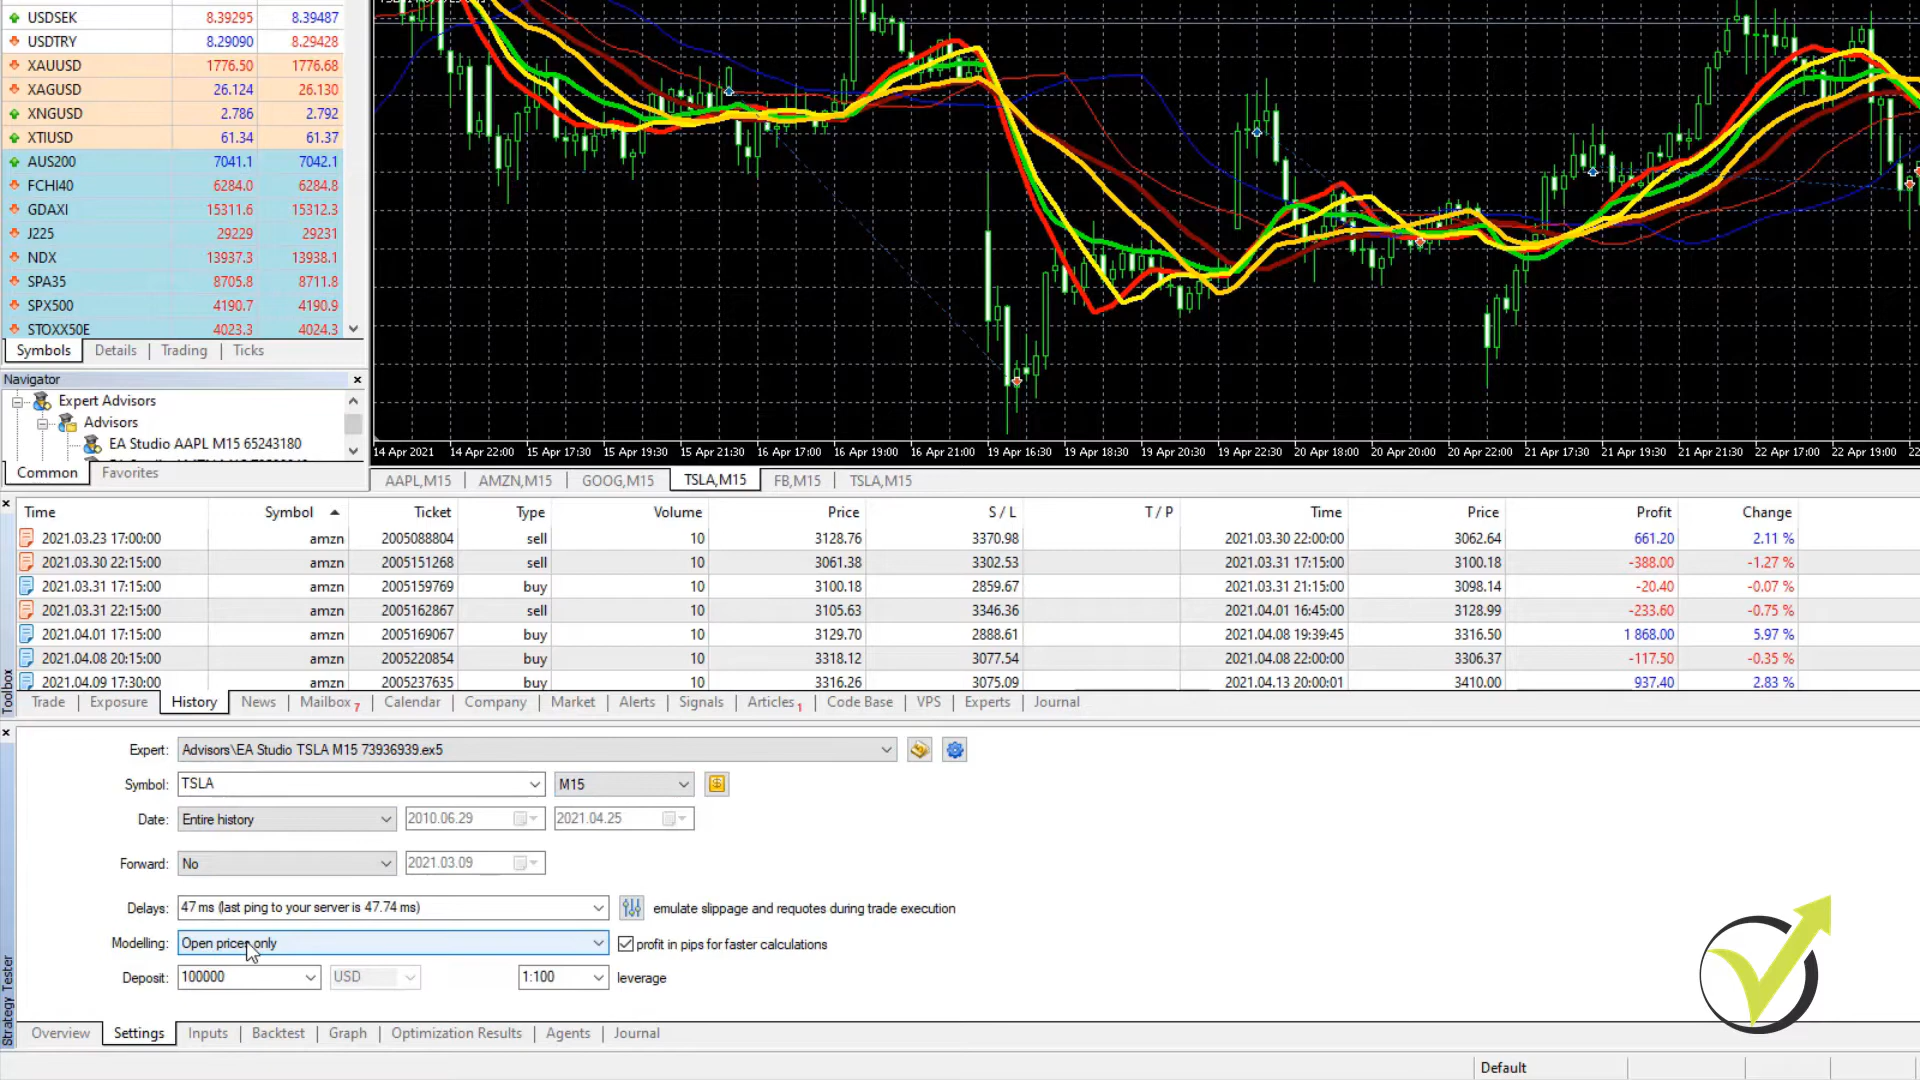 USDSEK 8.39295 8.39487
USDTRY 8.29090 8.29428
XAUUSD 1776.50 1776.68
XAGUSD 26.124 26.130
XNGUSD 2.786 2.792
XTIUSD 61.34 61.37
AUS200 7041.1 7042.1
FCHI40 6284.0 6284.8
GDAXI 15311.6 15312.3
J225 29229 29231
NDX 13937.3 13938.1
SPA35 8705.8 8711.8
SPX500 4190.7 4190.9
STOXX50E 4023.3 4024.3
Symbols Details Trading Ticks
Navigator
Expert Advisors
Advisors
EA Studio AAPL M15 65243180
Common Favorites
14 Apr 2021 14 Apr 22:00 15 Apr 17:30 15 Apr 19:30 15 Apr 21:30 16 Apr 17:00 16 Apr 19:00 16 Apr 21:00 19 Apr 16:30 19 Apr 18:30 19 Apr 20:30 19 Apr 22:30 20 Apr 18:00 20 Apr 20:00 20 Apr 22:00 21 Apr 17:30 21 Apr 19:30 21 Apr 21:30 22 Apr 17:00 22 Apr 19:00 22
AAPL,M15 AMZN,M15 GOOG,M15 TSLA,M15 FB,M15 TSLA,M15
Time Symbol Ticket Type Volume Price S / L T / P Time Price Profit Change
2021.03.23 17:00:00 amzn 2005088804 sell 10 3128.76 3370.98 2021.03.30 22:00:00 3062.64 661.20 2.11 %
2021.03.30 22:15:00 amzn 2005151268 sell 10 3061.38 3302.53 2021.03.31 17:15:00 3100.18 -388.00 -1.27 %
2021.03.31 17:15:00 amzn 2005159769 buy 10 3100.18 2859.67 2021.03.31 21:15:00 3098.14 -20.40 -0.07 %
2021.03.31 22:15:00 amzn 2005162867 sell 10 3105.63 3346.36 2021.04.01 16:45:00 3128.99 -233.60 -0.75 %
2021.04.01 17:15:00 amzn 2005169067 buy 10 3129.70 2888.61 2021.04.08 19:39:45 3316.50 1 868.00 5.97 %
2021.04.08 20:15:00 amzn 2005220854 buy 10 3318.12 3077.54 2021.04.08 22:00:00 3306.37 -117.50 -0.35 %
2021.04.09 17:30:00 amzn 2005237635 buy 10 3316.26 3075.09 2021.04.13 20:00:01 3410.00 937.40 2.83 %
Toolbox
Trade Exposure History News Mailbox 7 Calendar Company Market Alerts Signals Articles 1 Code Base VPS Experts Journal
Expert: Advisors\EA Studio TSLA M15 73936939.ex5
Symbol: TSLA M15
Date: Entire history 2010.06.29 2021.04.25
Forward: No 2021.03.09
Delays: 47 ms (last ping to your server is 47.74 ms) emulate slippage and requotes during trade execution
Modelling: Open prices only profit in pips for faster calculations
Deposit: 100000 USD 1:100 leverage
Strategy Tester
Overview Settings Inputs Backtest Graph Optimization Results Agents Journal
Default